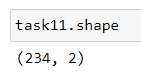 task11.shape
(234, 2)